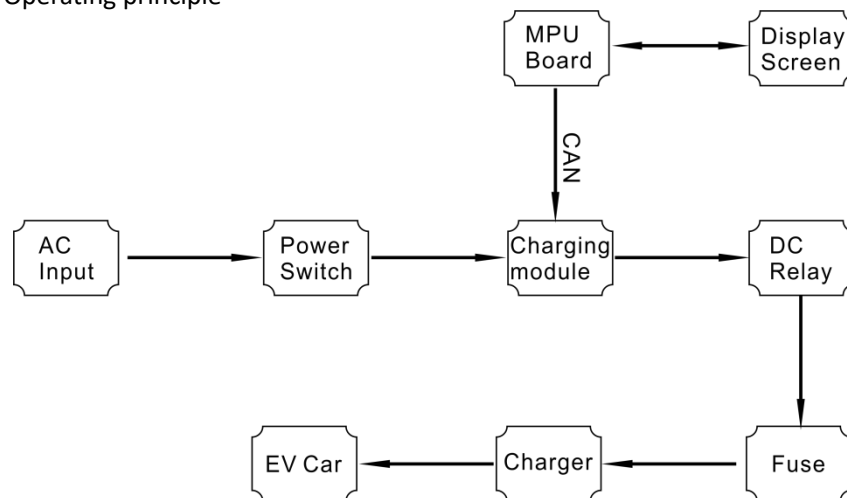 Operating principle
MPU
Board
Display
Screen
CAN
AC
Input
Power
Switch
Charging
module
DC
Relay
EV Car
Charger
Fuse